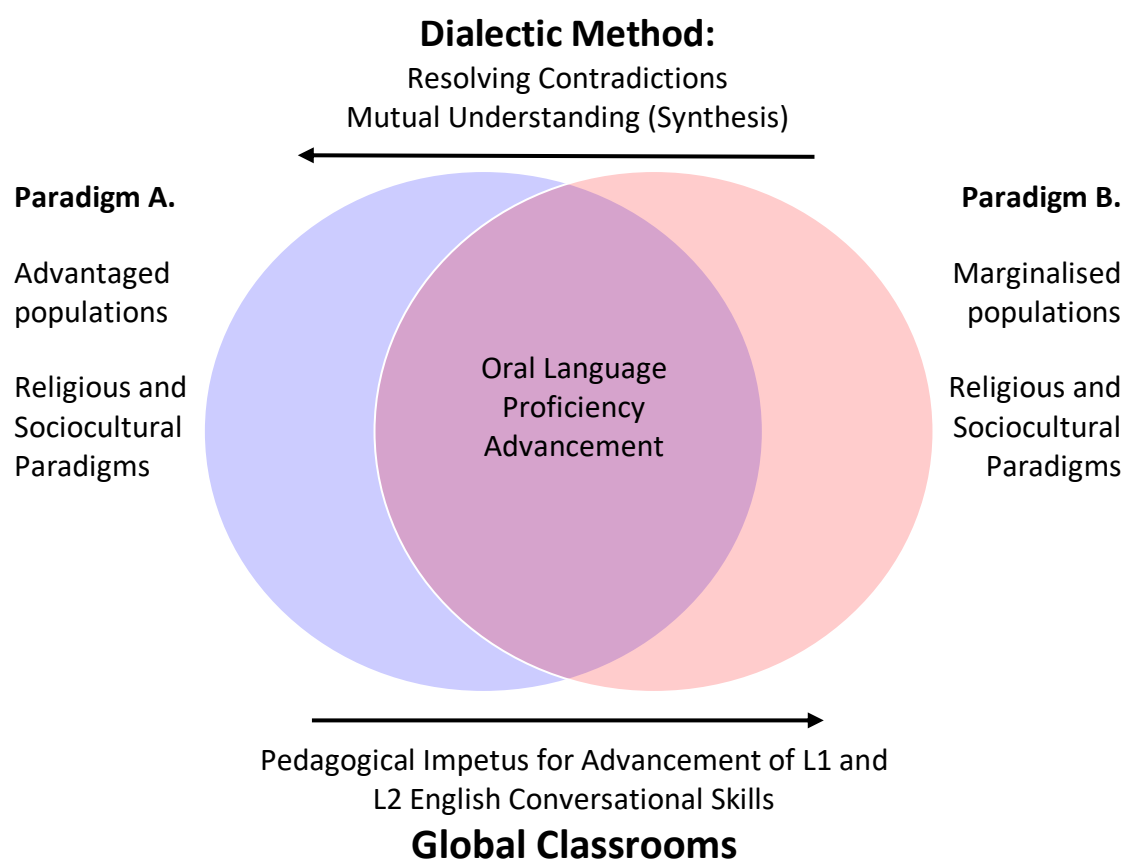 Dialectic Method:
Resolving Contradictions
Mutual Understanding (Synthesis)
Paradigm A.
Advantaged
populations
Religious and
Sociocultural
Paradigms
Oral Language
Proficiency
Advancement
Paradigm B.
Marginalised
populations
Religious and
Sociocultural
Paradigms
Pedagogical Impetus for Advancement of L1 and
L2 English Conversational Skills
Global Classrooms